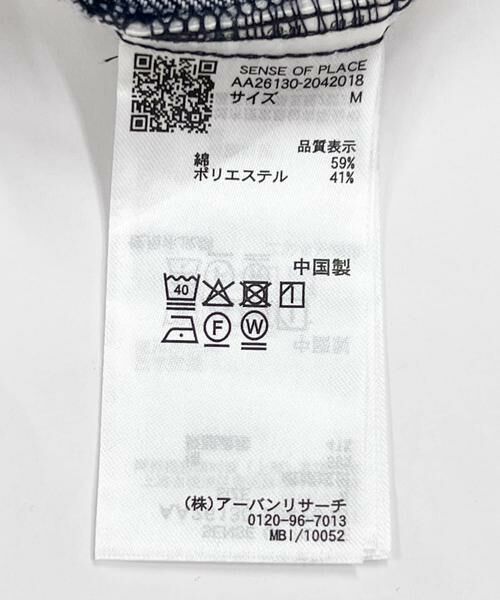 SENSE OF PLACE
AA26130-2042018
サイズ M
品質表示
綿 59%
ポリエステル 41%
中国製
40
F W
(株)アーバンリサーチ
0120-96-7013
MBI/10052